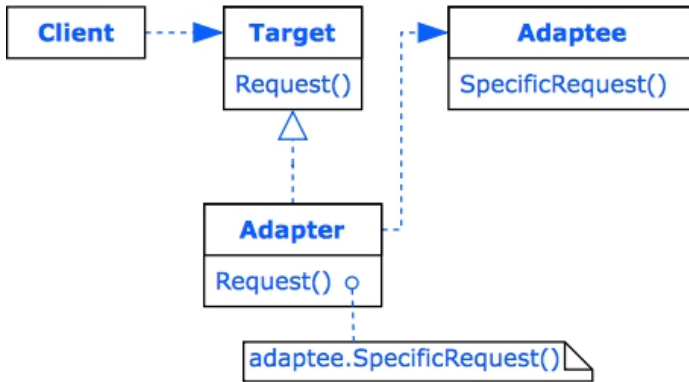 Client
Target
Adaptee
Request()
SpecificRequest()
Adapter
Request()
adaptee.SpecificRequest()